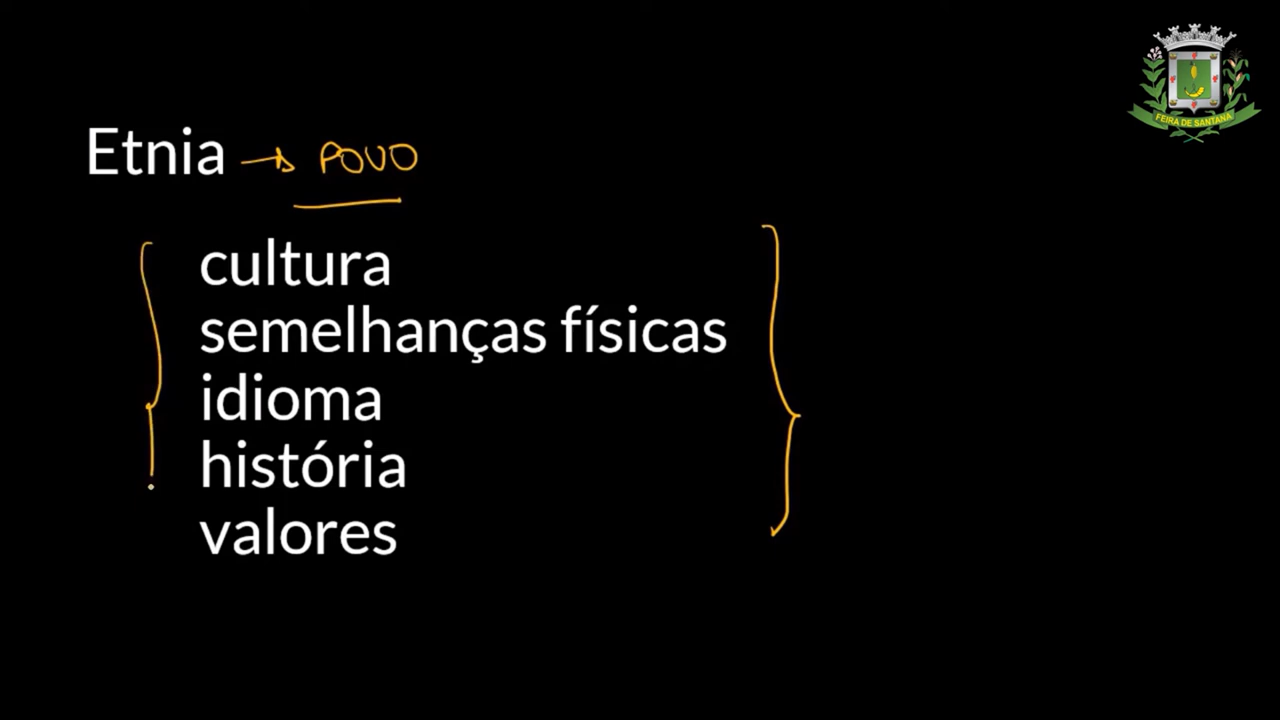 FEIRA DE SANTANA
Etnia → POVO
cultura
semelhanças físicas
idioma
história
valores